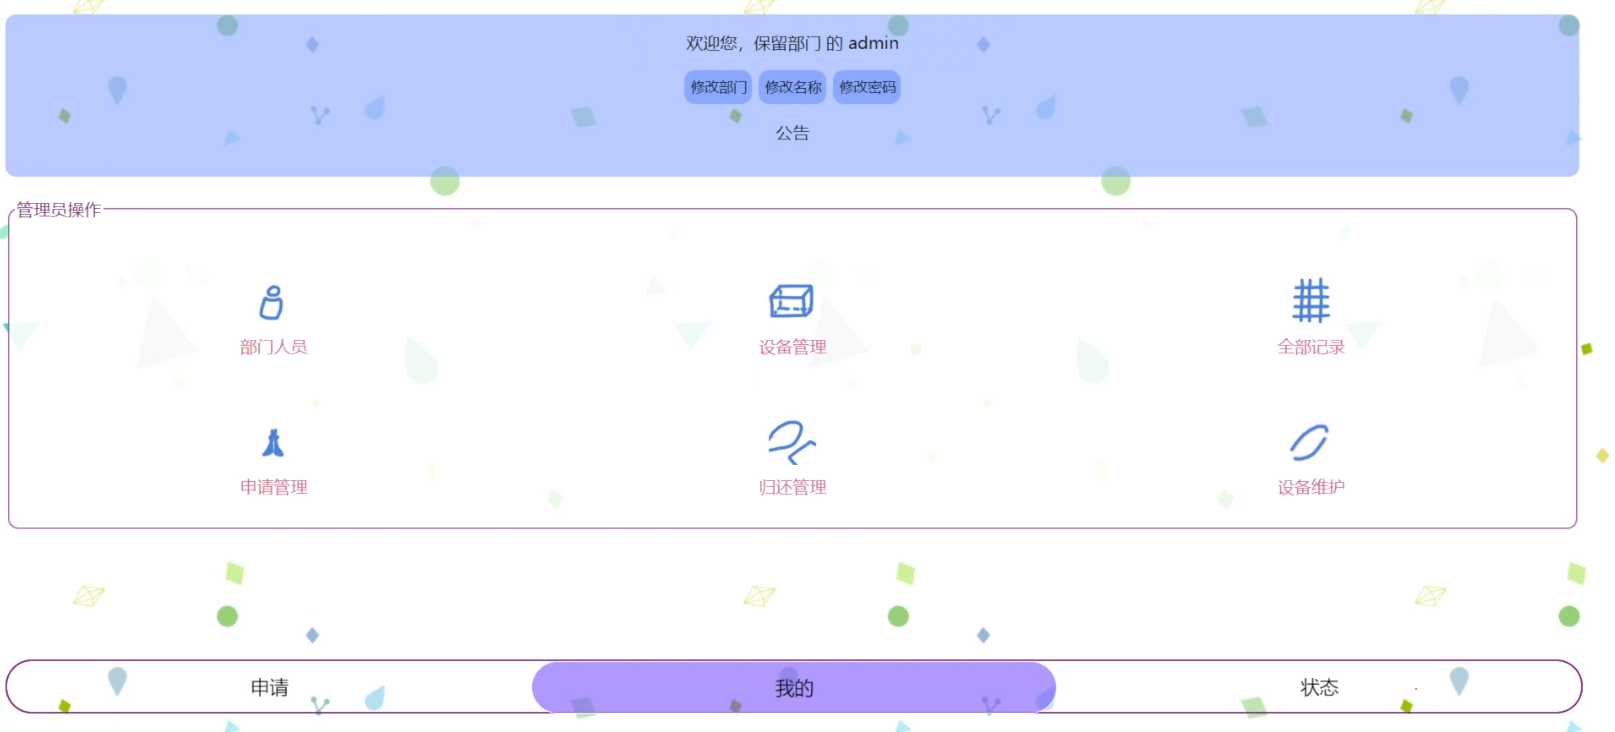 欢迎您，保留部门 的 admin
修改部门 修改名称 修改密码
公告
管理员操作
部门人员 设备管理 全部记录
申请管理 归还管理 设备维护
申请 我的 状态